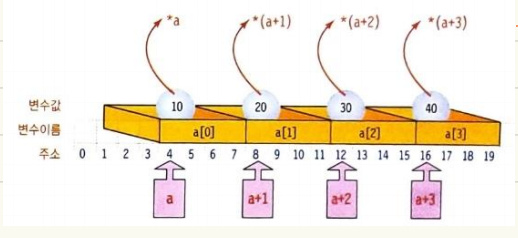 *a *(a+1) *(a+2) *(a+3)
변수값 10 20 30 40
변수이름 a[0] a[1] a[2] a[3]
주소 0 1 2 3 4 5 6 7 8 9 10 11 12 13 14 15 16 17 18 19
a a+1 a+2 a+3